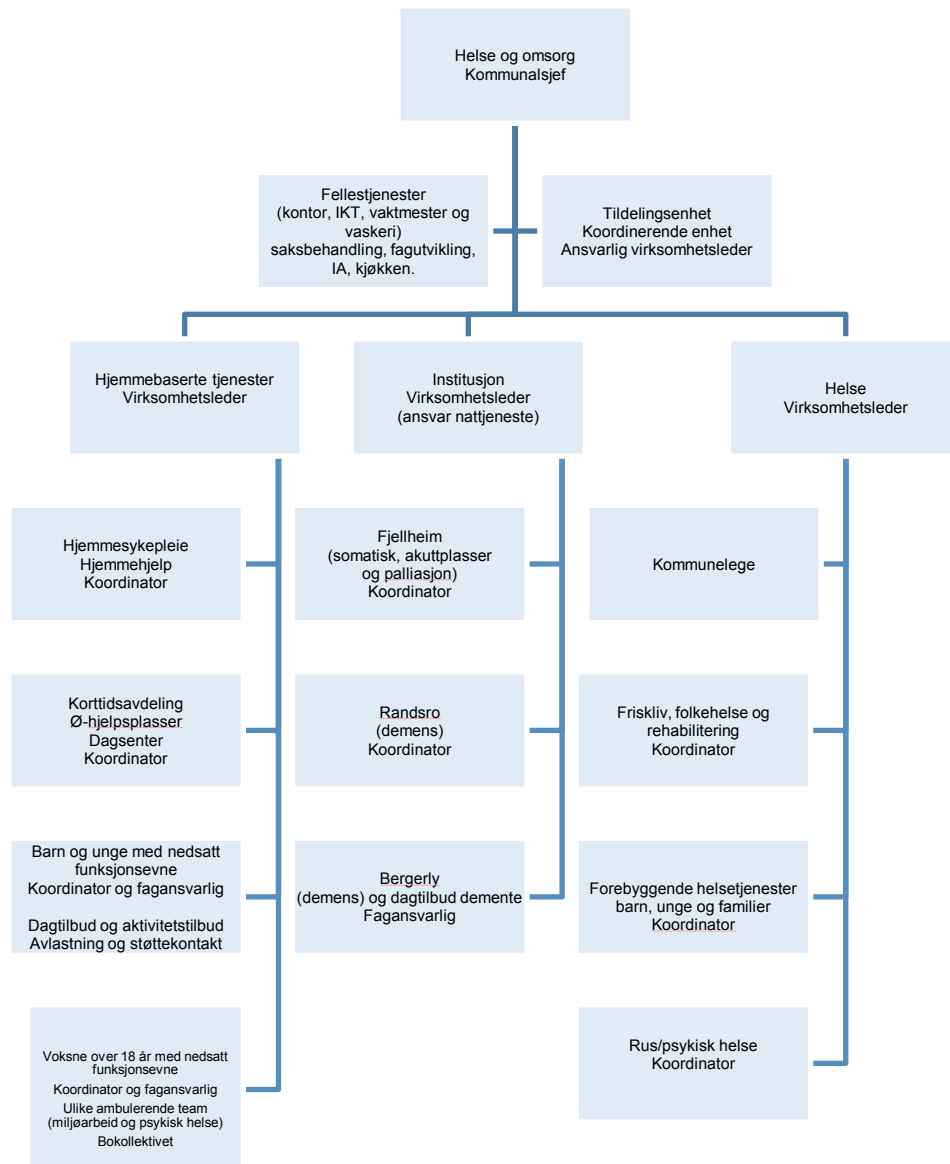 Helse og omsorg
Kommunalsjef
Fellestjenester
(kontor, IKT, vaktmester og
vaskeri)
saksbehandling, fagutvikling,
IA, kjøkken.
Tildelingsenhet
Koordinerende enhet
Ansvarlig virksomhetsleder
Hjemmebaserte tjenester
Virksomhetsleder
Institusjon
Virksomhetsleder
(ansvar nattjeneste)
Helse
Virksomhetsleder
Hjemmesykepleie
Hjemmehjelp
Koordinator
Fjellheim
(somatisk, akuttplasser
og palliasjon)
Koordinator
Kommunelege
Korttidsavdeling
Ø-hjelpsplasser
Dagsenter
Koordinator
Randsro
(demens)
Koordinator
Friskliv, folkehelse og
rehabilitering
Koordinator
Barn og unge med nedsatt
funksjonsevne
Koordinator og fagansvarlig
Dagtilbud og aktivitetstilbud
Avlastning og støttekontakt
Bergerly
(demens) og dagtilbud demente
Fagansvarlig
Forebyggende helsetjenester
barn, unge og familier
Koordinator
Voksne over 18 år med nedsatt
funksjonsevne
Koordinator og fagansvarlig
Ulike ambulerende team
(miljøarbeid og psykisk helse)
Bokollektivet
Rus/psykisk helse
Koordinator